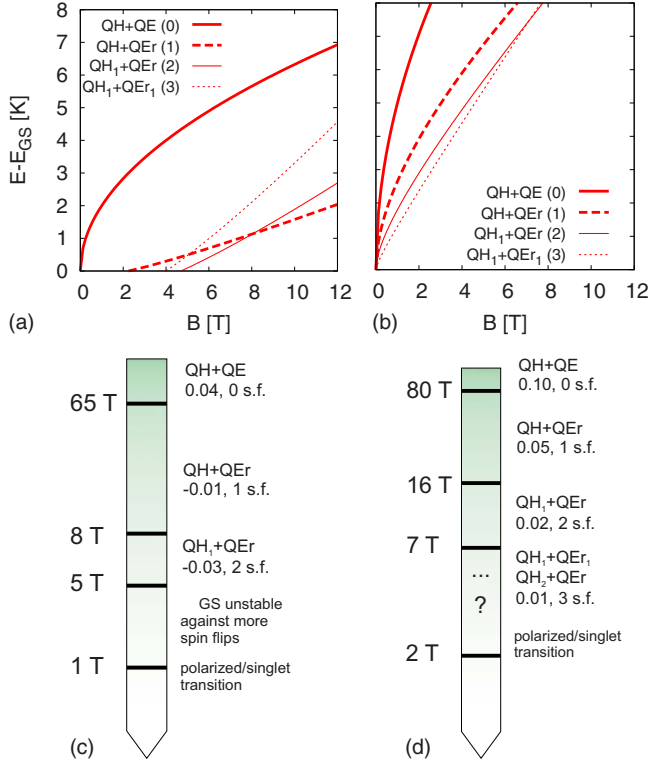 QH+QE (0)
QH+QEr (1)
QH₁+QEr (2)
QH₁+QEr₁ (3)
E-E_GS [K]
8
7
6
5
4
3
2
1
0
0 2 4 6 8 10 12
B [T]
(a)
QH+QE (0)
QH+QEr (1)
QH₁+QEr (2)
QH₁+QEr₁ (3)
0 2 4 6 8 10 12
B [T]
(b)
QH+QE
0.04, 0 s.f.
65 T
QH+QEr
-0.01, 1 s.f.
8 T
QH₁+QEr
-0.03, 2 s.f.
5 T
GS unstable
against more
spin flips
1 T
polarized/singlet
transition
(c)
QH+QE
0.10, 0 s.f.
80 T
QH+QEr
0.05, 1 s.f.
16 T
QH₁+QEr
0.02, 2 s.f.
7 T
QH₁+QEr₁
...
QH₂+QEr
0.01, 3 s.f.
?
polarized/singlet
transition
2 T
(d)